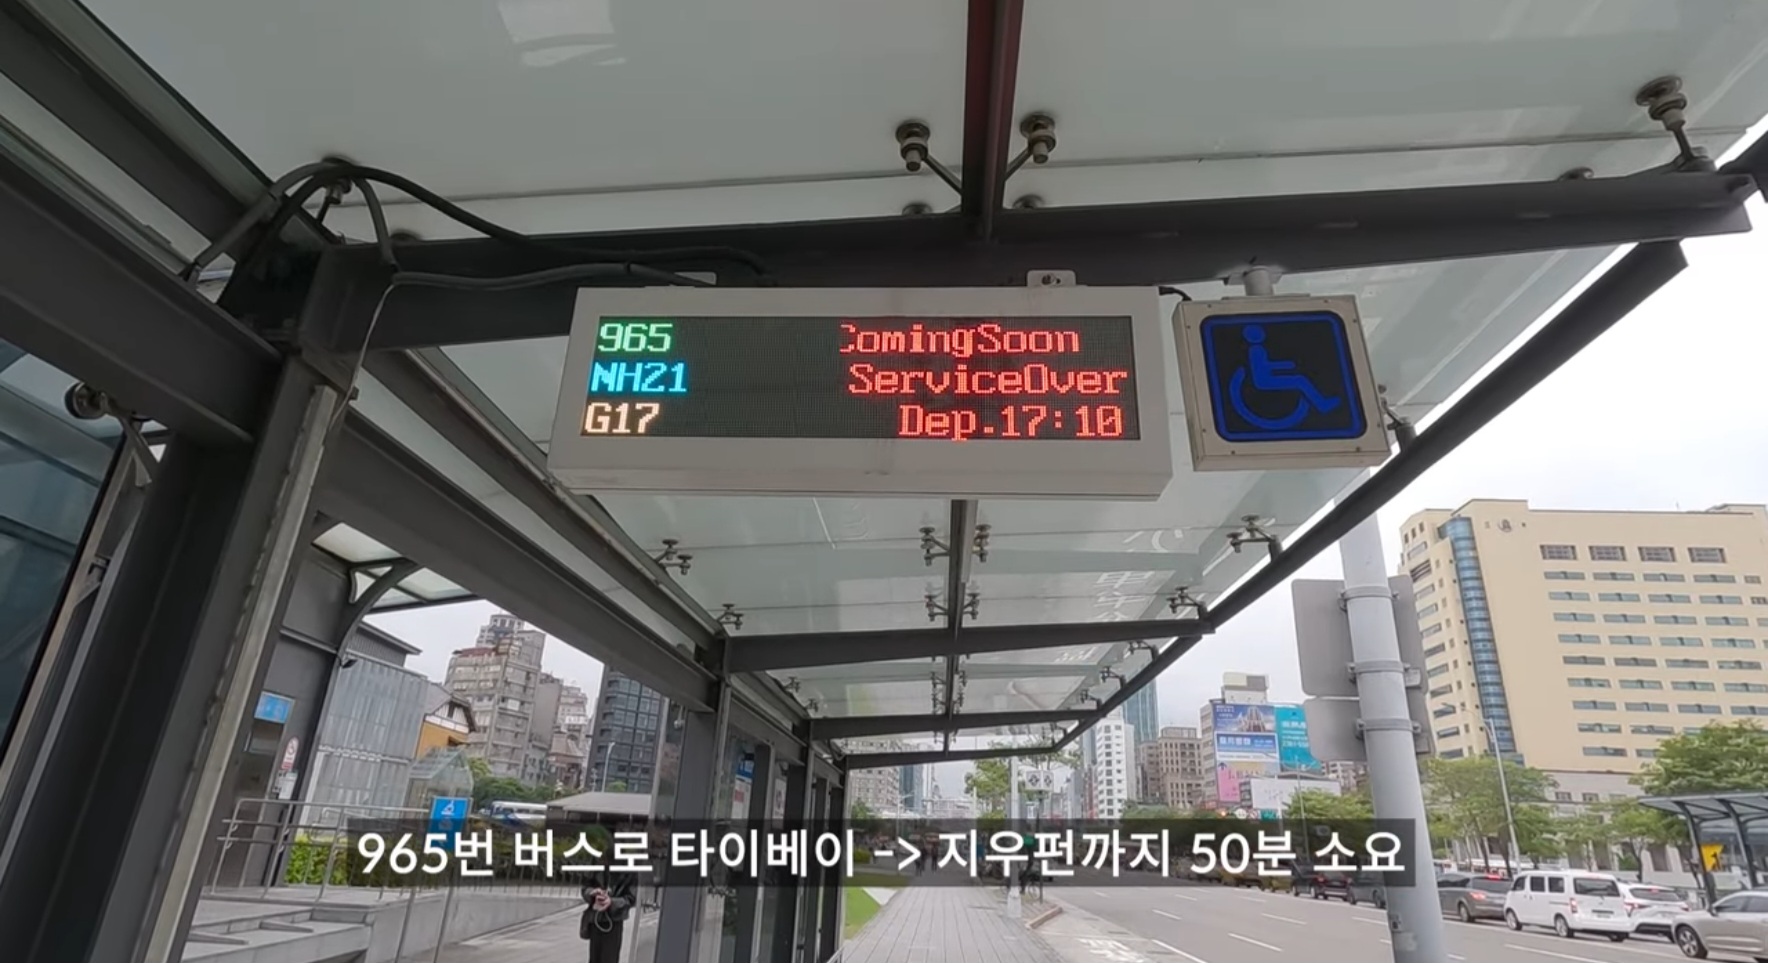 965 ComingSoon
NH21 ServiceOver
G17 Dep.17:10
965번 버스로 타이베이 -> 지우펀까지 50분 소요